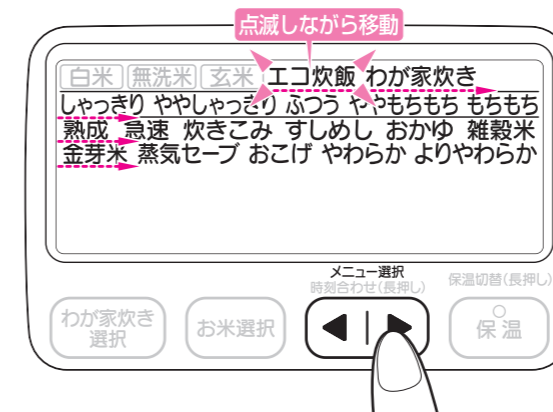 点滅しながら移動
白米 無洗米 玄米 エコ炊飯 わが家炊き
しゃっきり ややしゃっきり ふつう ややもちもち もちもち
熟成 急速 炊きこみ すしめし おかゆ 雑穀米
金芽米 蒸気セーブ おこげ やわらか よりやわらか
メニュー選択
時刻合わせ(長押し)
保温切替(長押し)
わが家炊き
選択
お米選択
保温